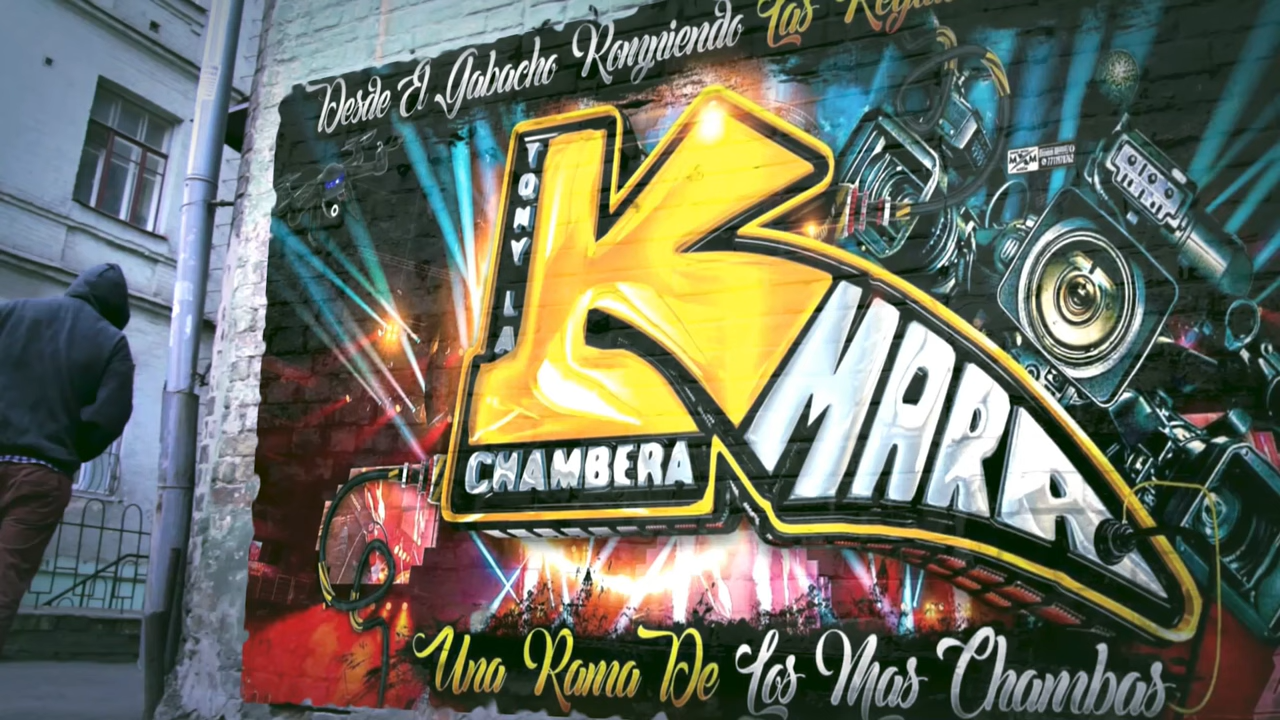 Desde El Gabacho Rompiendo Las
TONY LA
K
MARA
CHAMBERA
Una Rama De Los Mas Chambas